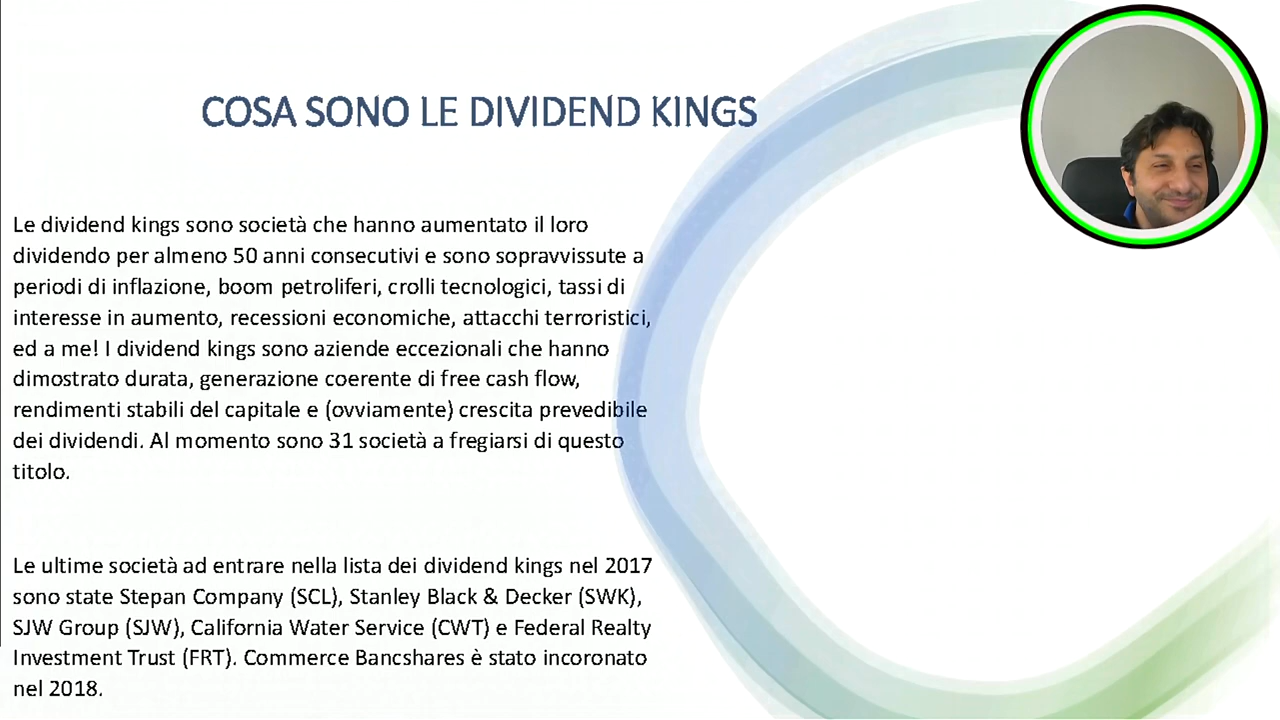 COSA SONO LE DIVIDEND KINGS
Le dividend kings sono società che hanno aumentato il loro
dividendo per almeno 50 anni consecutivi e sono sopravvissute a
periodi di inflazione, boom petroliferi, crolli tecnologici, tassi di
interesse in aumento, recessioni economiche, attacchi terroristici,
ed a me! I dividend kings sono aziende eccezionali che hanno
dimostrato durata, generazione coerente di free cash flow,
rendimenti stabili del capitale e (ovviamente) crescita prevedibile
dei dividendi. Al momento sono 31 società a fregiarsi di questo
titolo.
Le ultime società ad entrare nella lista dei dividend kings nel 2017
sono state Stepan Company (SCL), Stanley Black & Decker (SWK),
SJW Group (SJW), California Water Service (CWT) e Federal Realty
Investment Trust (FRT). Commerce Bancshares è stato incoronato
nel 2018.